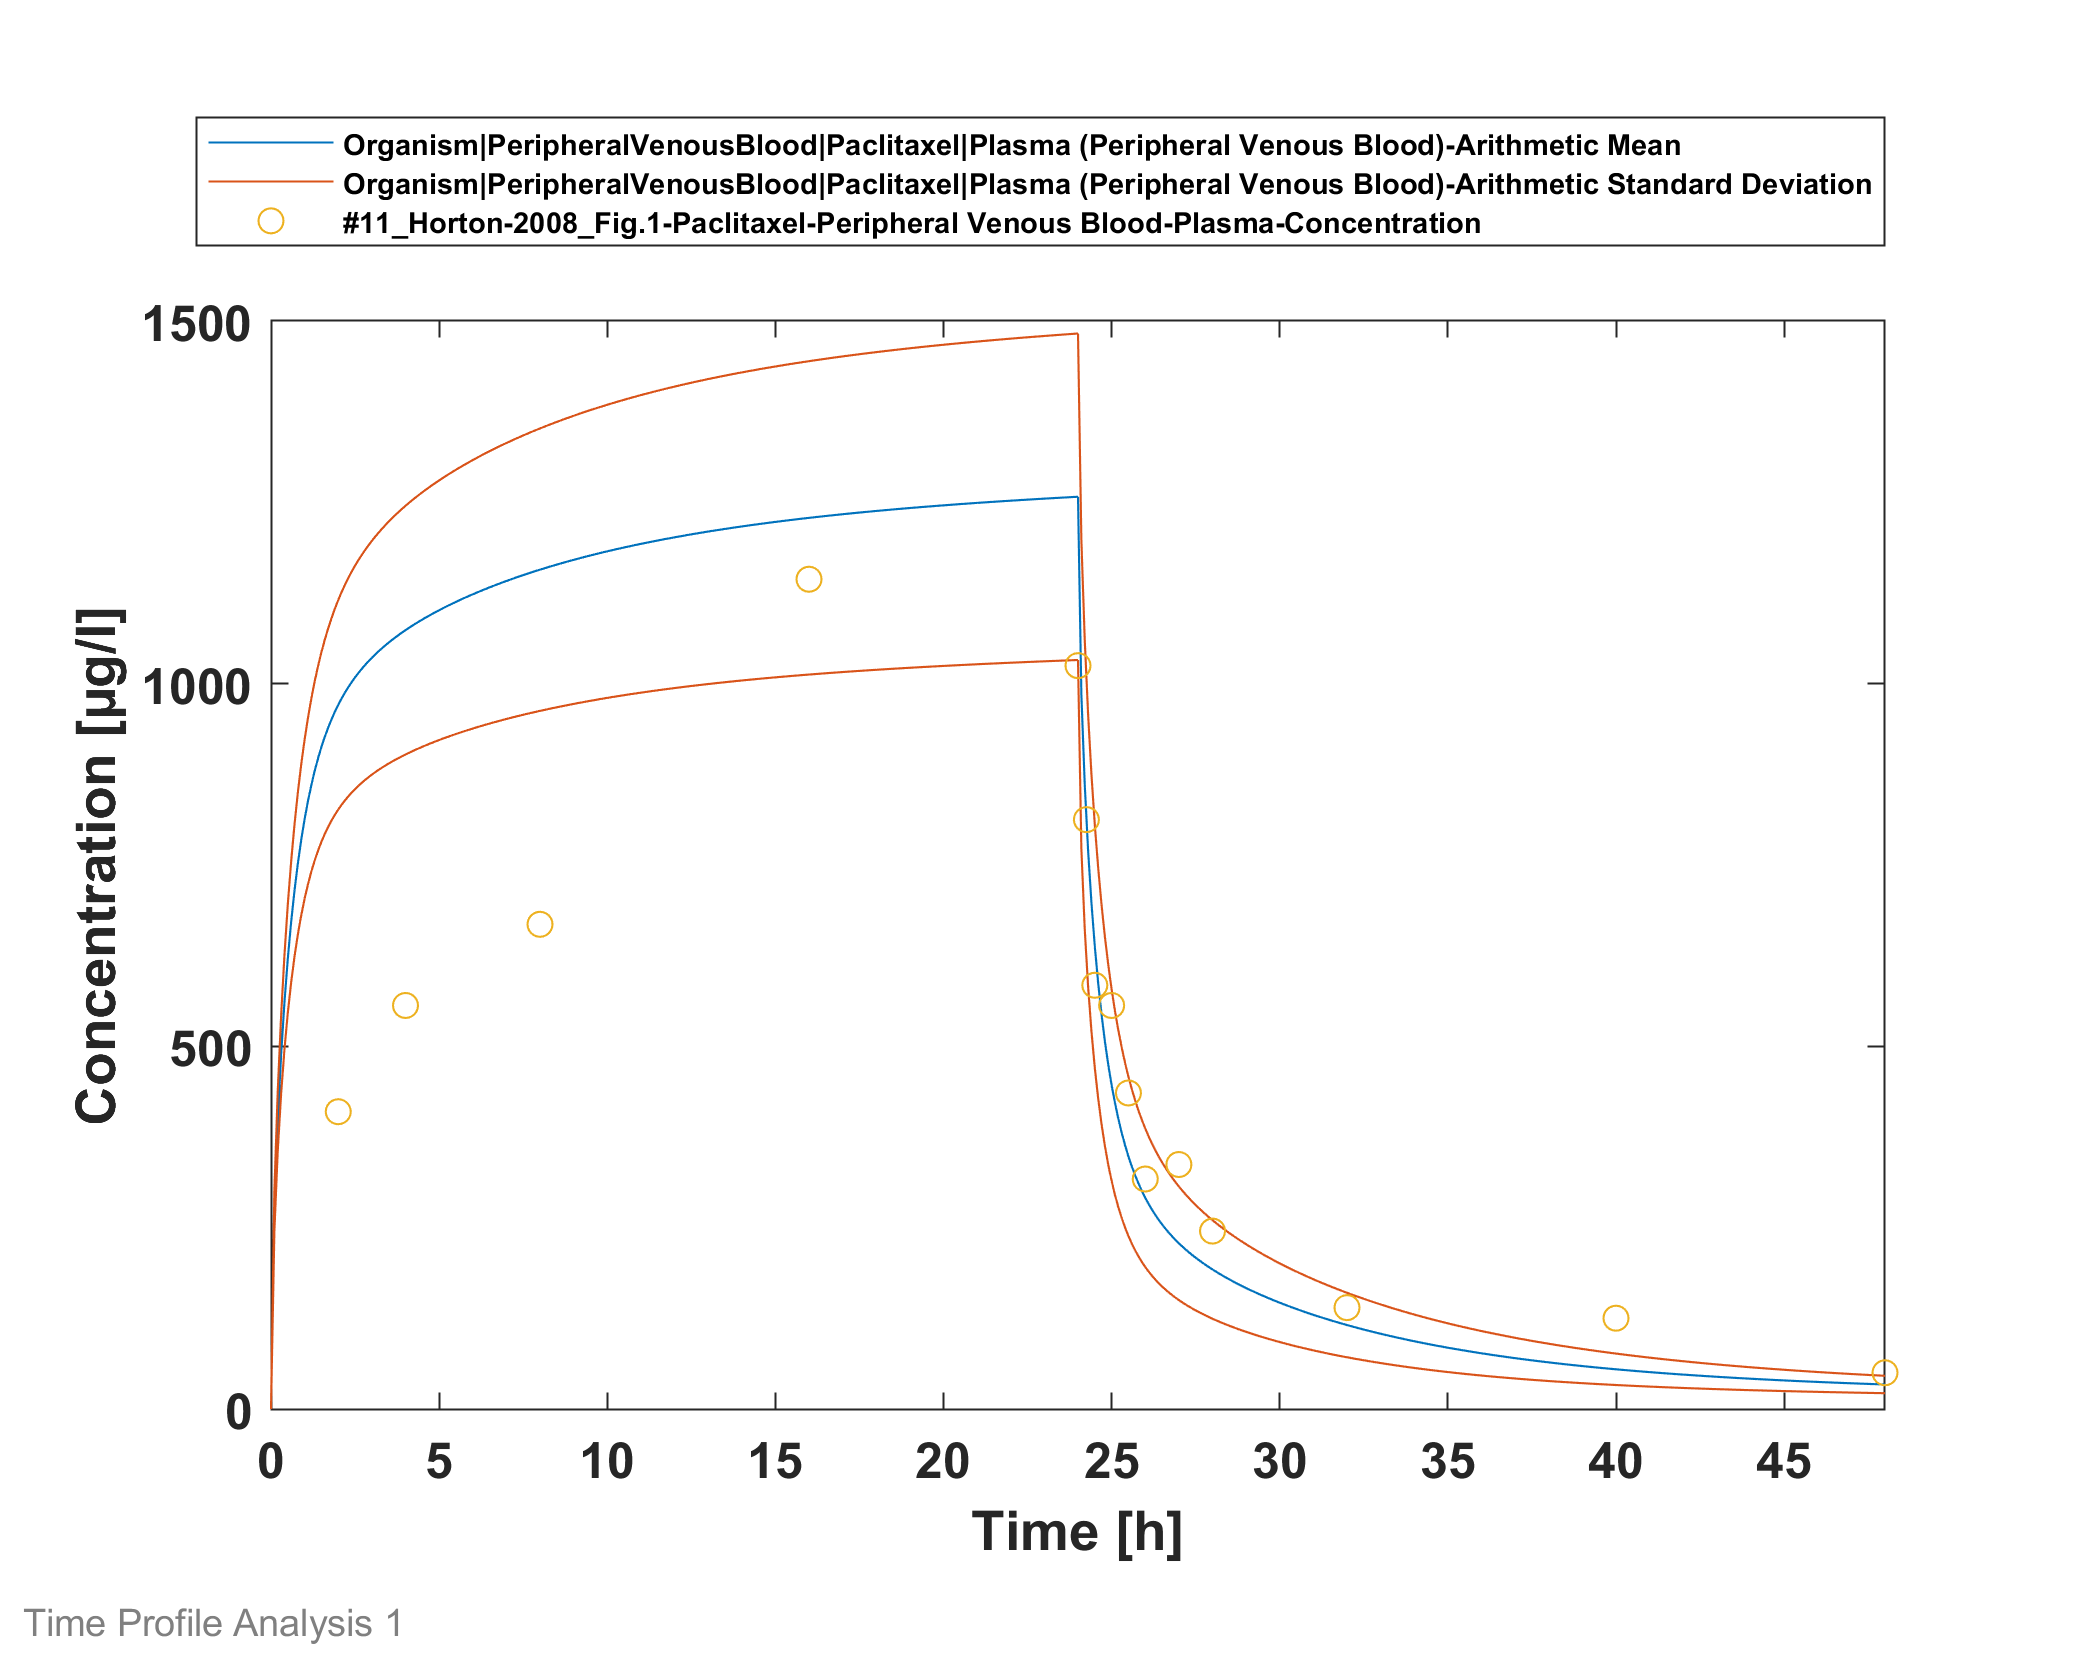 Organism|PeripheralVenousBlood|Paclitaxel|Plasma (Peripheral Venous Blood)-Arithmetic Mean
Organism|PeripheralVenousBlood|Paclitaxel|Plasma (Peripheral Venous Blood)-Arithmetic Standard Deviation
#11_Horton-2008_Fig.1-Paclitaxel-Peripheral Venous Blood-Plasma-Concentration
1500
1000
500
0
Concentration [µg/l]
0 5 10 15 20 25 30 35 40 45
Time [h]
Time Profile Analysis 1